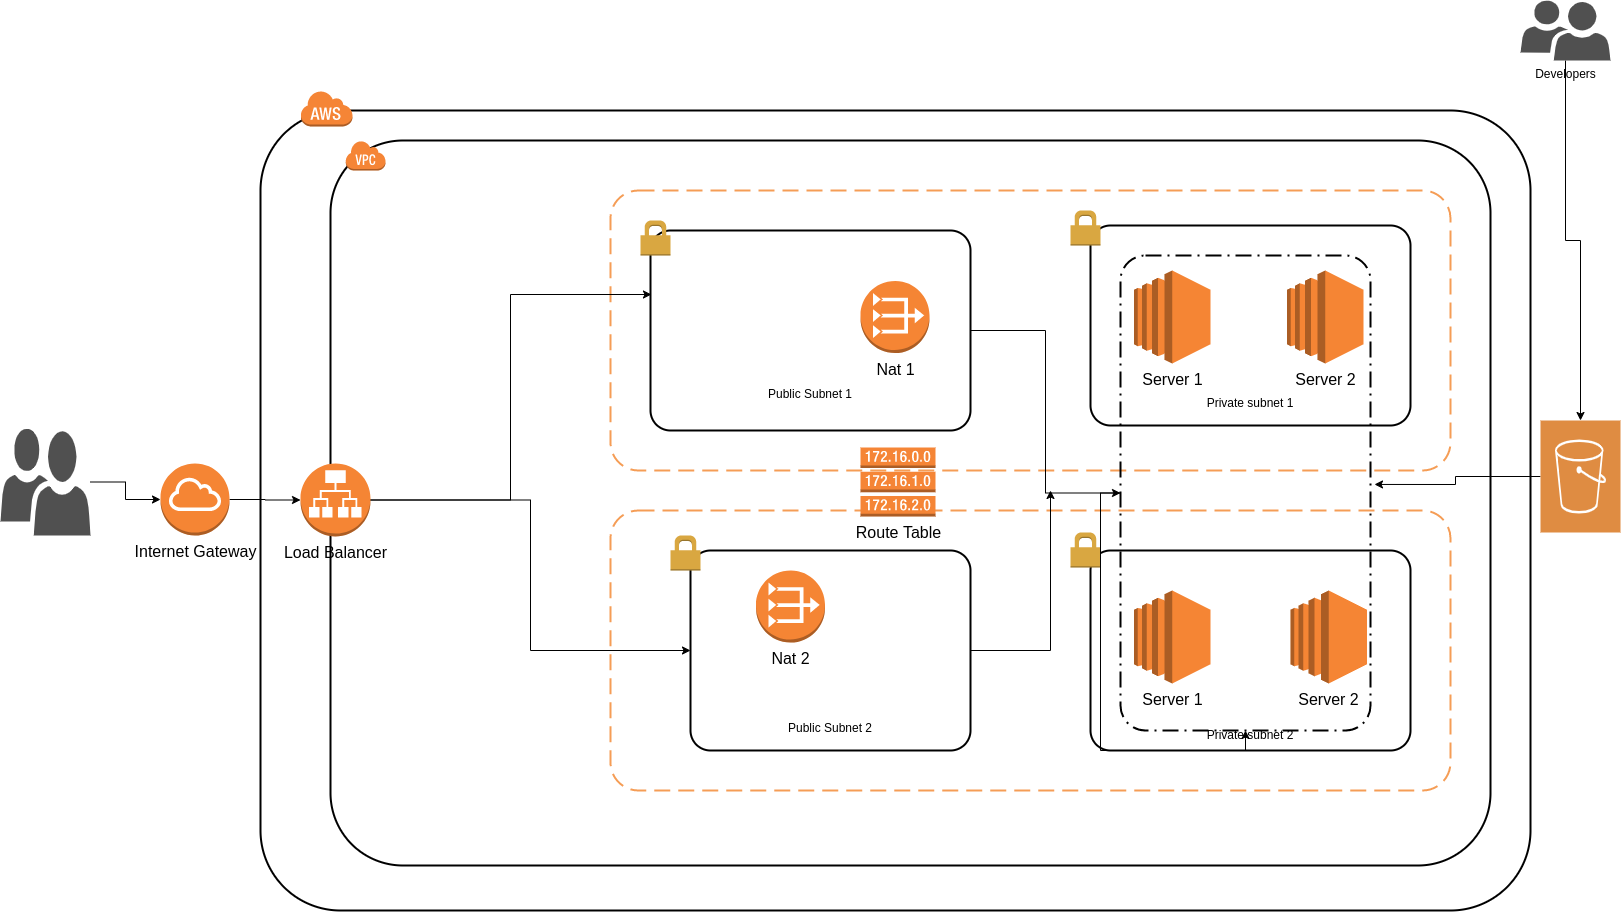 Developers
AWS
VPC
Nat 1
Public Subnet 1
Server 1
Server 2
Private subnet 1
172.16.0.0
172.16.1.0
172.16.2.0
Route Table
Internet Gateway
Load Balancer
Nat 2
Public Subnet 2
Server 1
Server 2
Private subnet 2